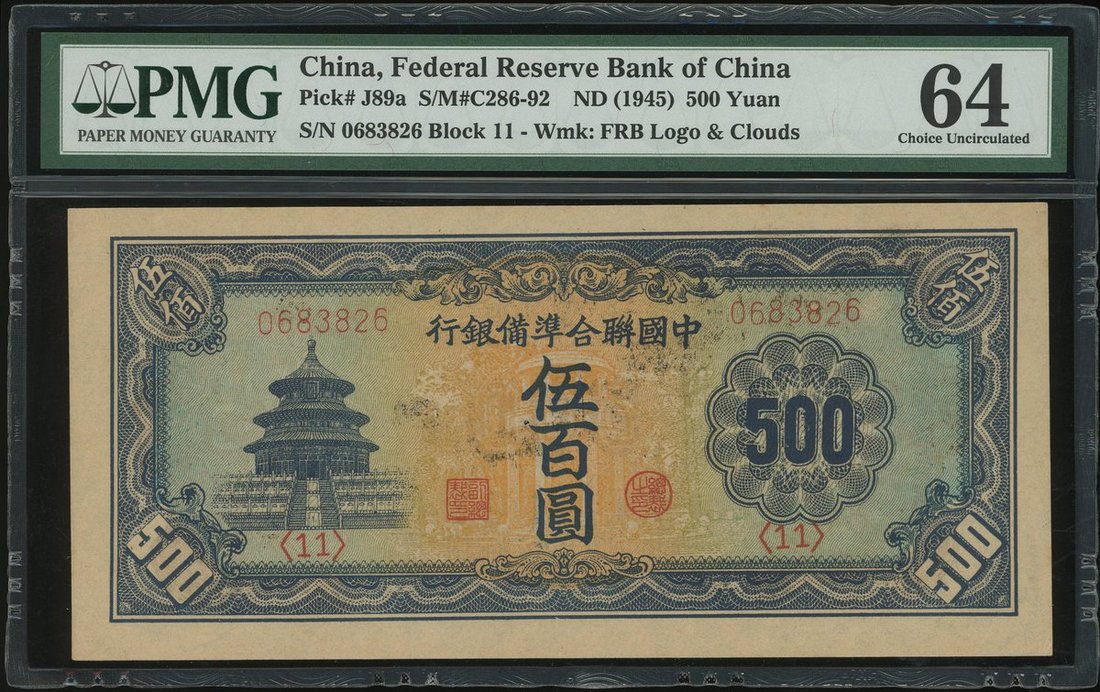 PMG
PAPER MONEY GUARANTY
China, Federal Reserve Bank of China
Pick# J89a S/M#C286-92 ND (1945) 500 Yuan
S/N 0683826 Block 11 - Wmk: FRB Logo & Clouds
64
Choice Uncirculated
伍佰
伍佰
0683826
0683826
行銀備準合聯國中
伍百圓
500
〈11〉
〈11〉
500
500